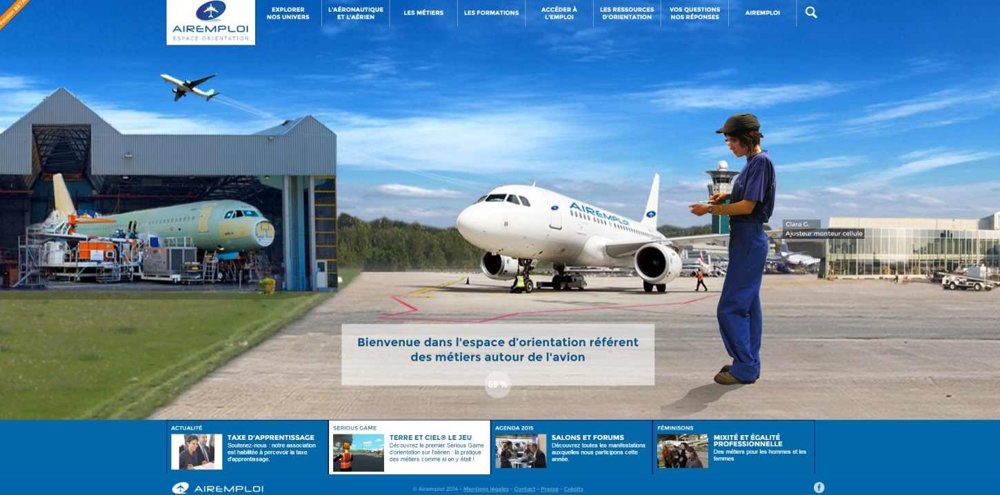 Version BETA
AIREMPLOI
ESPACE ORIENTATION
EXPLORER
NOS UNIVERS
L'AÉRONAUTIQUE
ET L'AÉRIEN
LES MÉTIERS
LES FORMATIONS
ACCÉDER À
L'EMPLOI
LES RESSOURCES
D'ORIENTATION
VOS QUESTIONS
NOS RÉPONSES
AIREMPLOI
AIREMPLOI
Clara G.
Ajusteur monteur cellule
Bienvenue dans l'espace d’orientation référent
des métiers autour de l'avion
59 %
ACTUALITÉ
TAXE D'APPRENTISSAGE
Soutenez-nous : notre association
est habilitée à percevoir la taxe
d'apprentissage.
SERIOUS GAME
TERRE ET CIEL® LE JEU
Découvrez le premier Serious Game
d'orientation sur l'aérien : la pratique
des métiers comme si on y était !
AGENDA 2015
SALONS ET FORUMS
Découvrez toutes les manifestations
auxquelles nous participons cette
année.
FÉMINISONS
MIXITÉ ET ÉGALITÉ
PROFESSIONNELLE
Des métiers pour les hommes et les
femmes
AIREMPLOI
© Airemploi 2014 - Mentions légales - Contact - Presse - Crédits
f